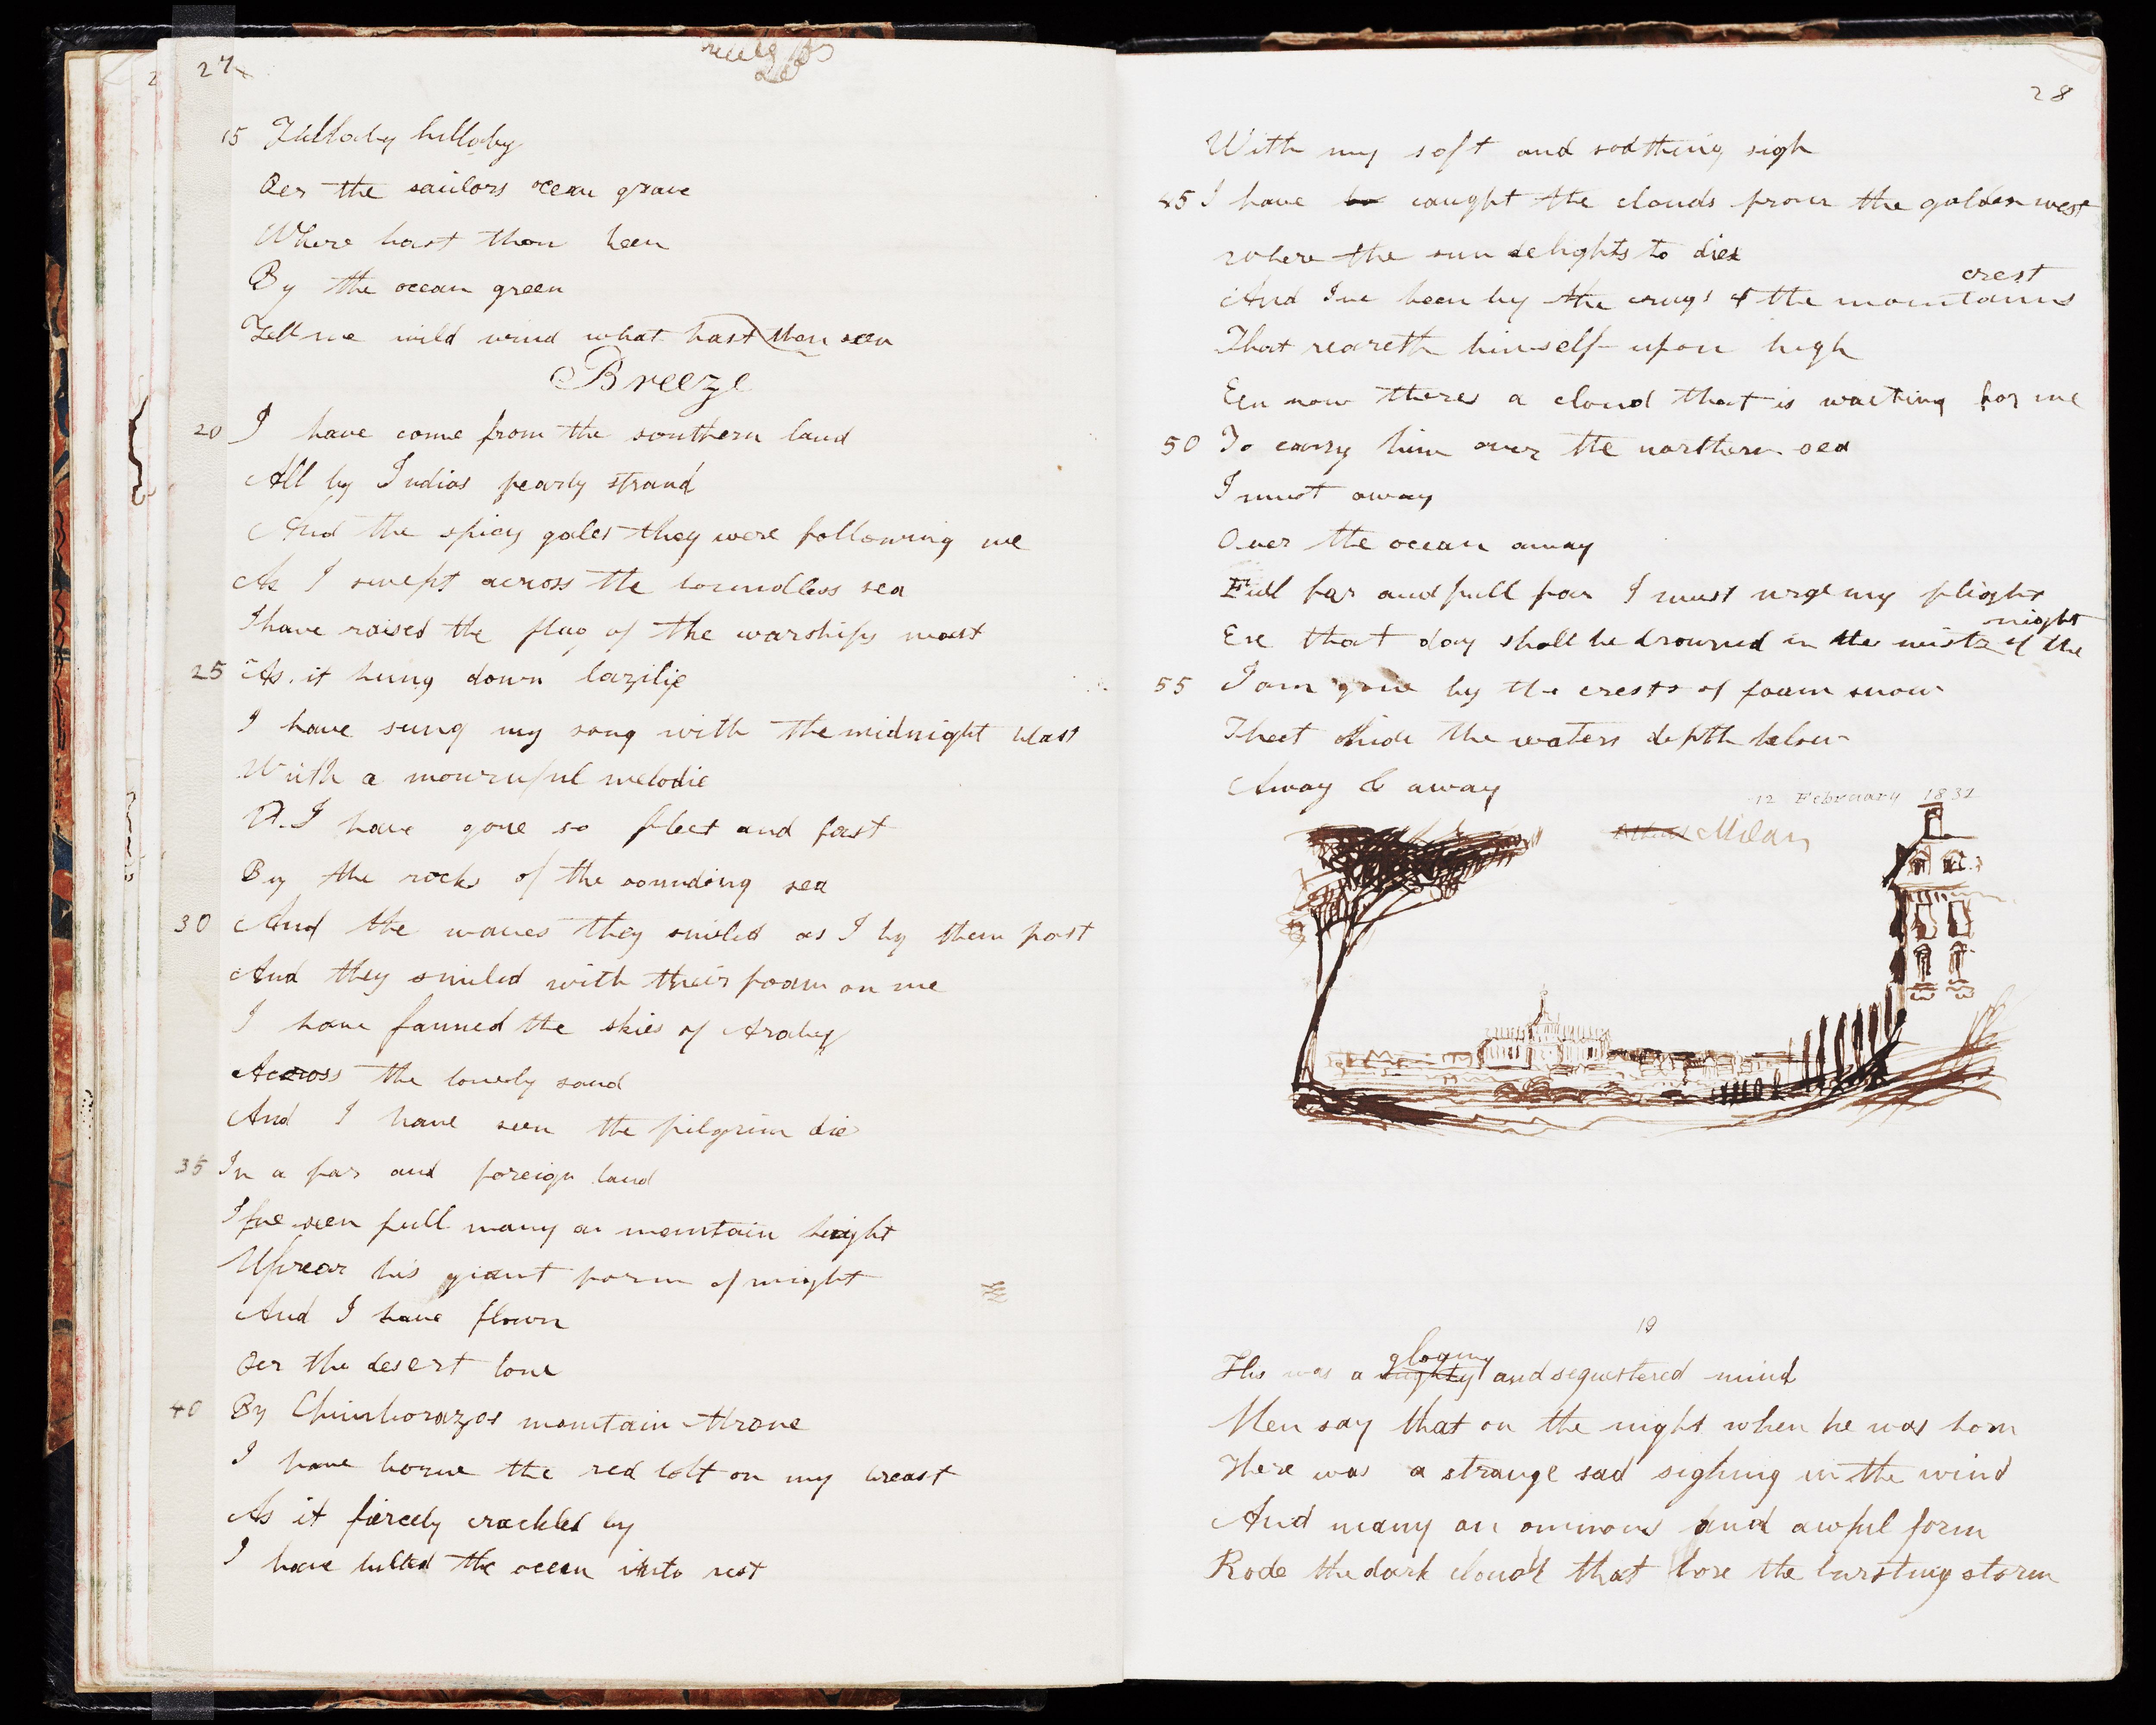 27
15 Hillloby hilloby
Oer the sailors ocean grave
Where hast thou been
By the ocean green
Tell me wild wind what hast thou seen
Breeze
20 I have come from the southern land
All by Indias pearly strand
And the spicy gales they were following me
As I swept across the boundless sea
I have raised the flag of the warships mast
25 As it hung down lazilie
I have sung my song with the midnight blast
With a mournful melodie
I have gone so fleet and fast
By the rocks of the sounding sea
30 And the waves they smiled as I by them past
And they smiled with their foam on me
I have fanned the skies of Araby
Across the lonely sand
And I have seen the pilgrim die
35 In a far and foreign land
I've seen full many a mountain height
Uprear his giant form of might
And I have flown
Oer the desert lone
40 By Chimborazos mountain throne
I have borne the red bolt on my breast
As it fiercely crackled by
I have lulled the ocean into rest
28
With my soft and soothing sigh
45 I have caught the clouds from the golden west
Where the sun delights to die
crest
And Ive been by the crags & the mountains
That reareth himself upon high
Een now theres a cloud that is waiting for me
50 To carry him over the northern sea
I must away
Over the ocean away
Full far and full far I must urge my flight
night
Ere that day shall be drowned in the mists of the
55 I am gone by the crests of foam snow
That hide the waters depth below
Away & away
12 February 1832
Milan
19
gloomy
His was a mighty and sequestered mind
Men say that on the night when he was born
There was a strange sad sighing in the wind
And many an ominous and awful form
Rode the dark cloud that bore the bursting storm